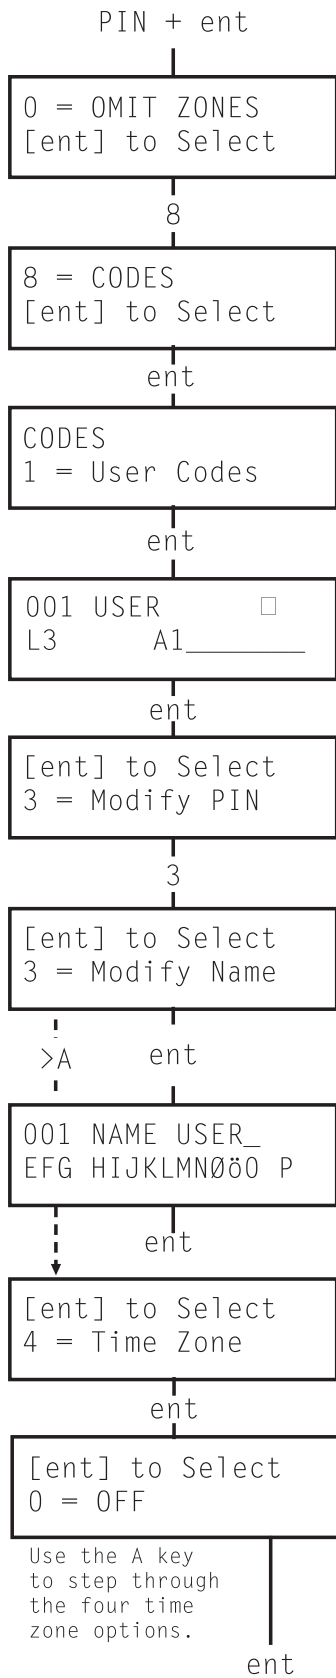 PIN + ent
0 = OMIT ZONES
[ent] to Select
8
8 = CODES
[ent] to Select
ent
CODES
1 = User Codes
ent
001 USER □
L3 A1________
ent
[ent] to Select
3 = Modify PIN
3
[ent] to Select
3 = Modify Name
>A ent
001 NAME USER_
EFG HIJKLMNØöO P
ent
[ent] to Select
4 = Time Zone
ent
[ent] to Select
0 = OFF
Use the A key
to step through
the four time
zone options.
ent